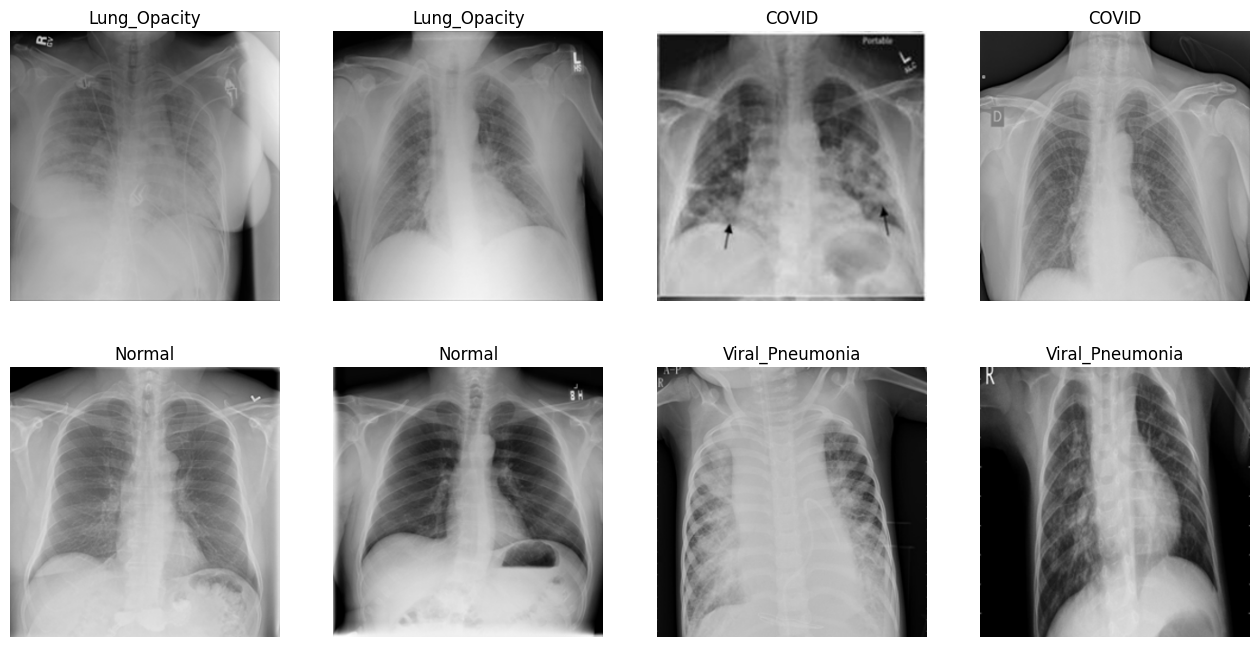 Lung_Opacity
Lung_Opacity
COVID
COVID
R
L
Portable
L
D
Normal
Normal
Viral_Pneumonia
Viral_Pneumonia
L
A-P
R
R